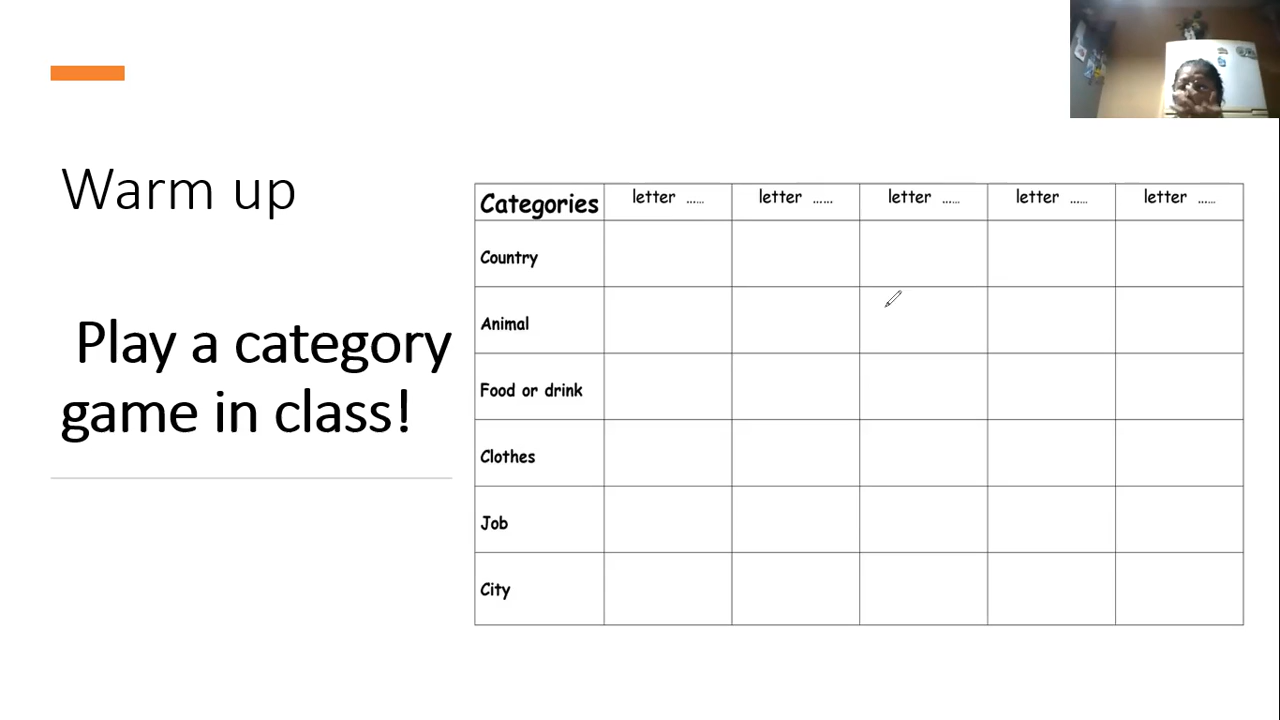 Warm up
Play a category
game in class!
Categories letter ...... letter ...... letter ...... letter ...... letter ......
Country
Animal
Food or drink
Clothes
Job
City